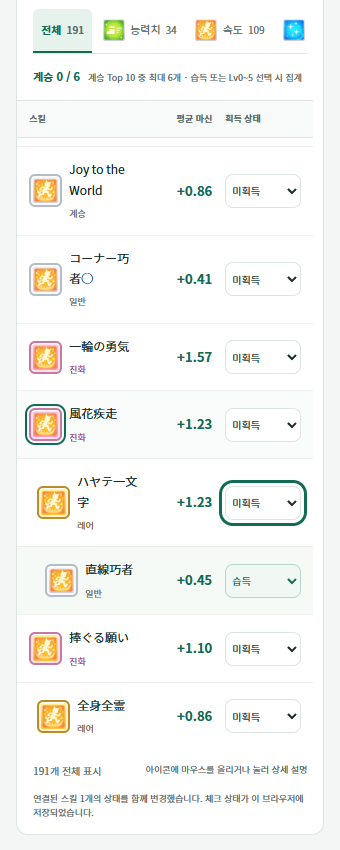 전체 191 능력치 34 속도 109
계승 0 / 6 계승 Top 10 중 최대 6개 · 습득 또는 Lv0~5 선택 시 집계
스킬 평균 마신 획득 상태
Joy to the
World
계승
+0.86 미획득
コーナー巧
者○
일반
+0.41 미획득
一輪の勇気
진화
+1.57 미획득
風花疾走
진화
+1.23 미획득
ハヤテ一文
字
레어
+1.23 미획득
直線巧者
일반
+0.45 습득
捧ぐる願い
진화
+1.10 미획득
全身全霊
레어
+0.86 미획득
191개 전체 표시 아이콘에 마우스를 올리거나 눌러 상세 설명
연결된 스킬 1개의 상태를 함께 변경했습니다. 체크 상태가 이 브라우저에
저장되었습니다.